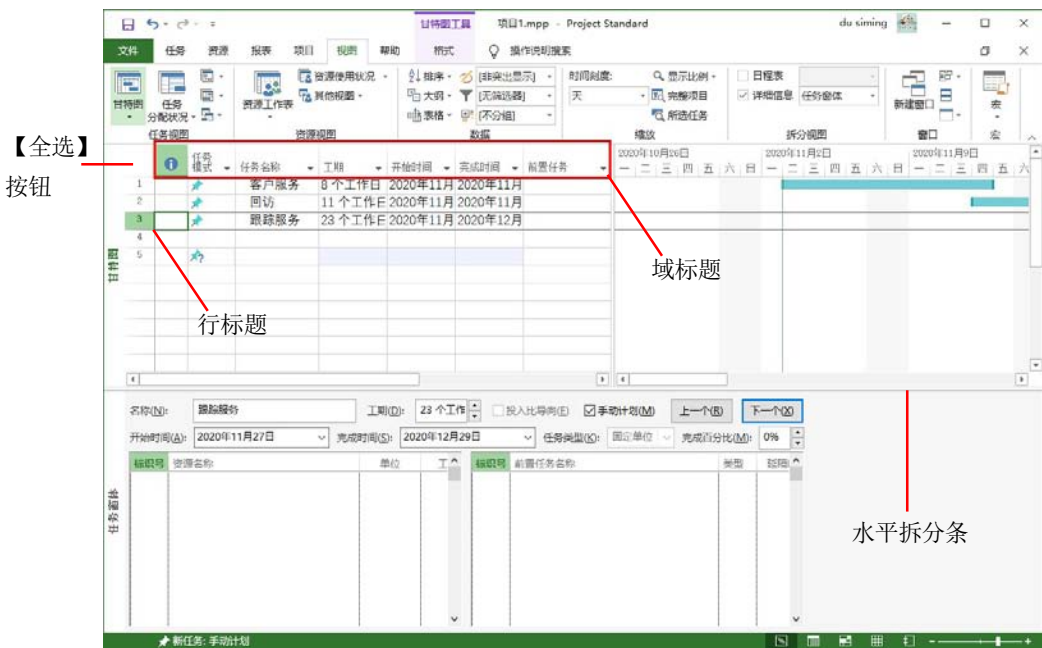 甘特图工具 项目1.mpp - Project Standard du siming
文件 任务 资源 报表 项目 视图 帮助 格式 操作说明搜索
甘特图 任务分配状况 资源工作表 资源使用状况 其他视图 排序 大纲 表格 [非突出显示] [无筛选器] [不分组] 时间刻度: 天 显示比例 完整项目 所选任务 日程表 详细信息 任务窗体 新建窗口 宏
任务视图 资源视图 数据 缩放 拆分视图 窗口 宏
【全选】
按钮
2020年10月26日 2020年11月2日 2020年11月9日
任务模式 任务名称 工期 开始时间 完成时间 前置任务 一 二 三 四 五 六 日 一 二 三 四 五 六 日 一 二 三 四 五 六
1 客户服务 8 个工作日 2020年11月 2020年11月
2 回访 11 个工作日 2020年11月 2020年11月
3 跟踪服务 23 个工作日 2020年11月 2020年12月
4
5
甘特图
域标题
行标题
名称(N): 跟踪服务 工期(D): 23 个工作 投入比导向(E) 手动计划(M) 上一个(R) 下一个(X)
开始时间(A): 2020年11月27日 完成时间(S): 2020年12月29日 任务类型(K): 固定单位 完成百分比(M): 0%
标识号 资源名称 单位 工 标识号 前置任务名称 类型 延隔
任务窗体
水平拆分条
新任务: 手动计划